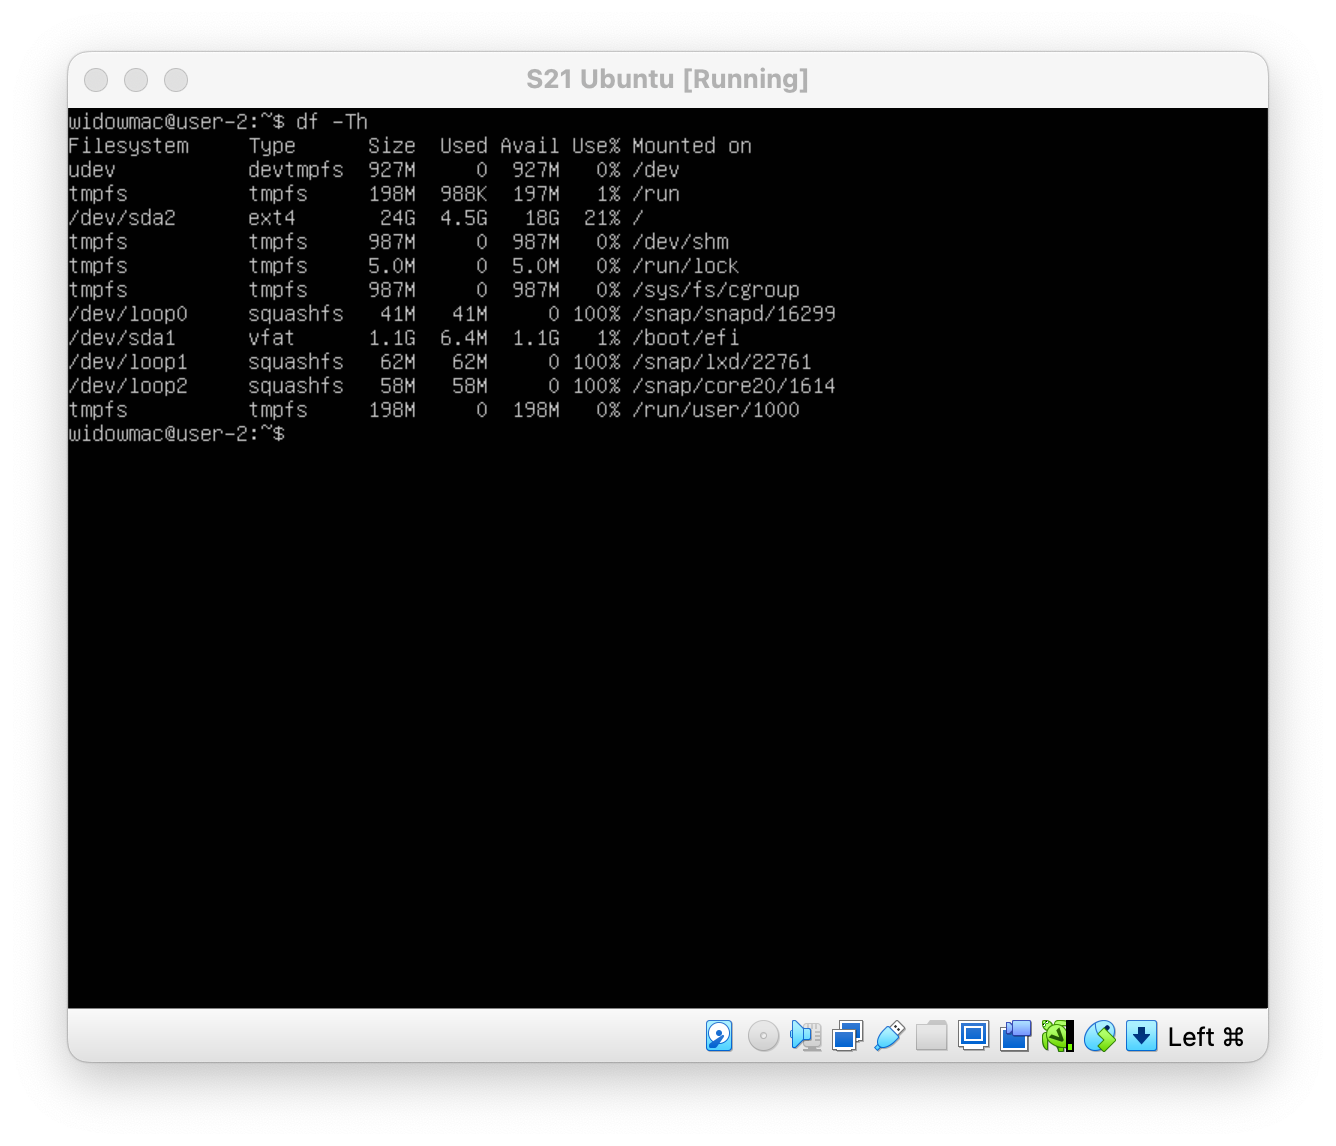 S21 Ubuntu [Running]
widowmac@user-2:~$ df -Th
Filesystem     Type      Size  Used Avail Use% Mounted on
udev           devtmpfs  927M     0  927M   0% /dev
tmpfs          tmpfs     198M  988K  197M   1% /run
/dev/sda2      ext4       24G  4.5G   18G  21% /
tmpfs          tmpfs     987M     0  987M   0% /dev/shm
tmpfs          tmpfs     5.0M     0  5.0M   0% /run/lock
tmpfs          tmpfs     987M     0  987M   0% /sys/fs/cgroup
/dev/loop0     squashfs   41M   41M     0 100% /snap/snapd/16299
/dev/sda1      vfat      1.1G  6.4M  1.1G   1% /boot/efi
/dev/loop1     squashfs   62M   62M     0 100% /snap/lxd/22761
/dev/loop2     squashfs   58M   58M     0 100% /snap/core20/1614
tmpfs          tmpfs     198M     0  198M   0% /run/user/1000
widowmac@user-2:~$
Left ⌘